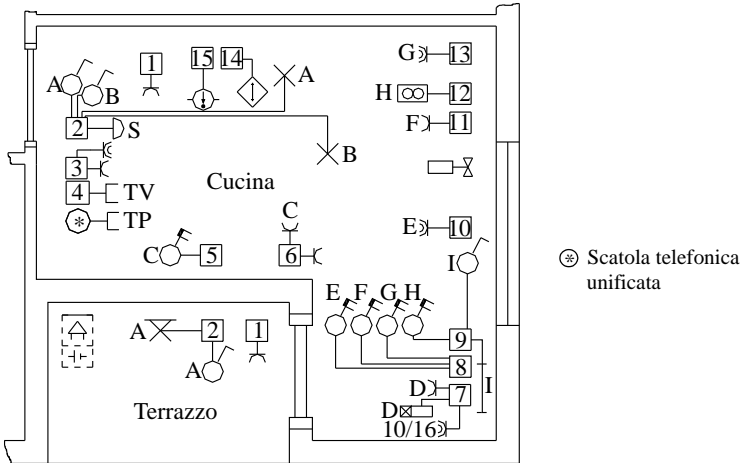 G 13
1 15 14
A A
B
H 12
F 11
2 S
B
3
Cucina
4 TV
* TP
C
E 10
C 5 6
I
* Scatola telefonica
unificata
E F G H
A 2 1
9
A
8
D 7 I
Terrazzo
D
10/16